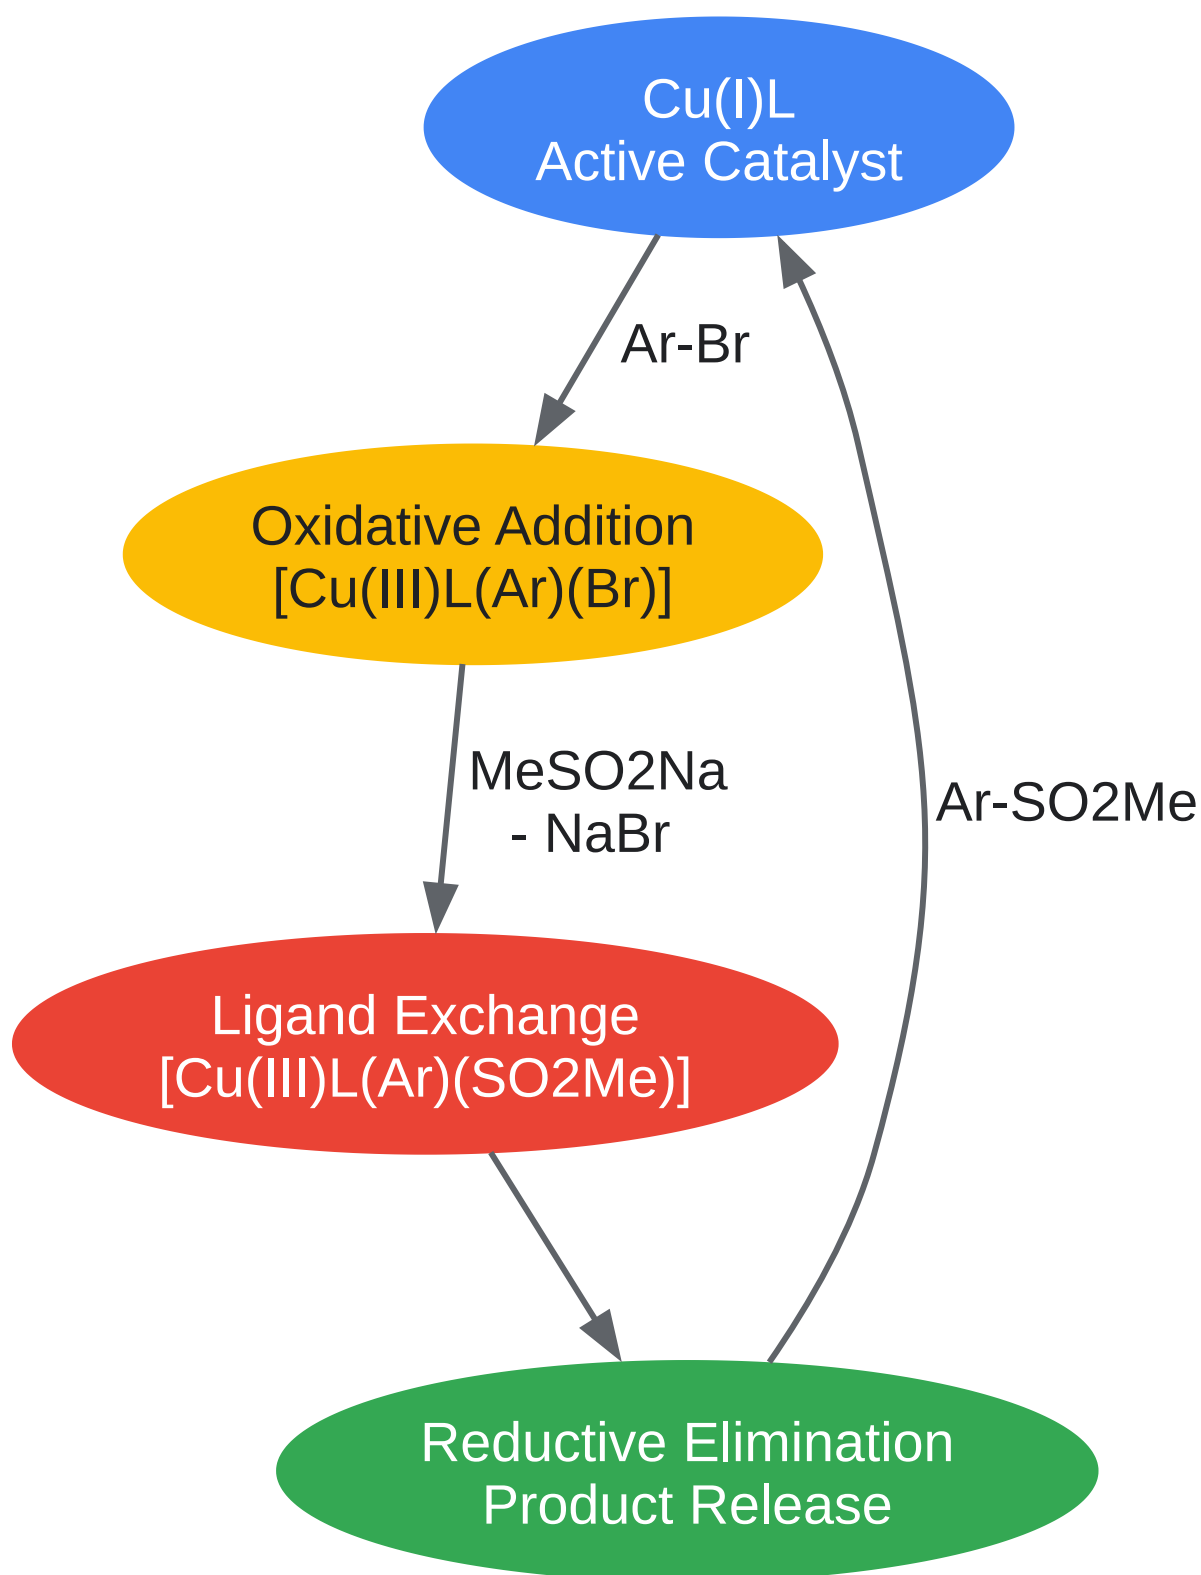 Cu(I)L
Active Catalyst
Ar-Br
Oxidative Addition
[Cu(III)L(Ar)(Br)]
MeSO2Na
- NaBr
Ar-SO2Me
Ligand Exchange
[Cu(III)L(Ar)(SO2Me)]
Reductive Elimination
Product Release